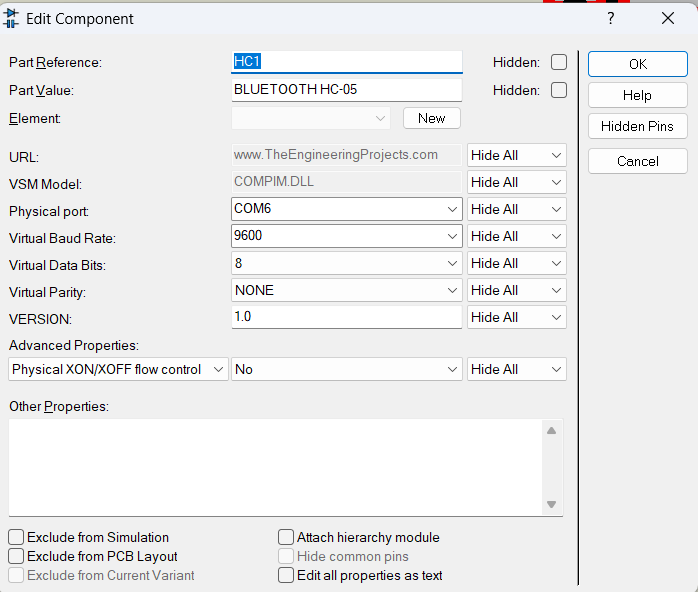 Edit Component ?
Part Reference: HC1 Hidden: OK
Part Value: BLUETOOTH HC-05 Hidden: Help
Element: New Hidden Pins
URL: www.TheEngineeringProjects.com Hide All Cancel
VSM Model: COMPIM.DLL Hide All
Physical port: COM6 Hide All
Virtual Baud Rate: 9600 Hide All
Virtual Data Bits: 8 Hide All
Virtual Parity: NONE Hide All
VERSION: 1.0 Hide All
Advanced Properties:
Physical XON/XOFF flow control No Hide All
Other Properties:
Exclude from Simulation Attach hierarchy module
Exclude from PCB Layout Hide common pins
Exclude from Current Variant Edit all properties as text